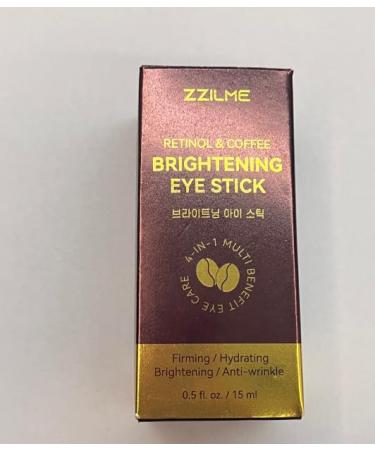 ZZILME
RETINOL & COFFEE
BRIGHTENING
EYE STICK
브라이트닝 아이 스틱
4-IN-1 MULTI BENEFIT EYE CARE
Firming / Hydrating
Brightening / Anti-wrinkle
0.5 fl. oz. / 15 ml